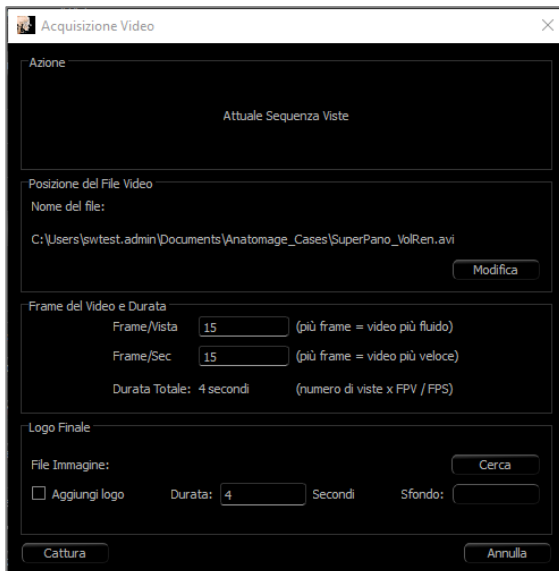 Acquisizione Video
Azione
Attuale Sequenza Viste
Posizione del File Video
Nome del file:
C:\Users\swtest.admin\Documents\Anatomage_Cases\SuperPano_VolRen.avi
Modifica
Frame del Video e Durata
Frame/Vista 15 (più frame = video più fluido)
Frame/Sec 15 (più frame = video più veloce)
Durata Totale: 4 secondi (numero di viste x FPV / FPS)
Logo Finale
File Immagine: Cerca
Aggiungi logo Durata: 4 Secondi Sfondo:
Cattura Annulla